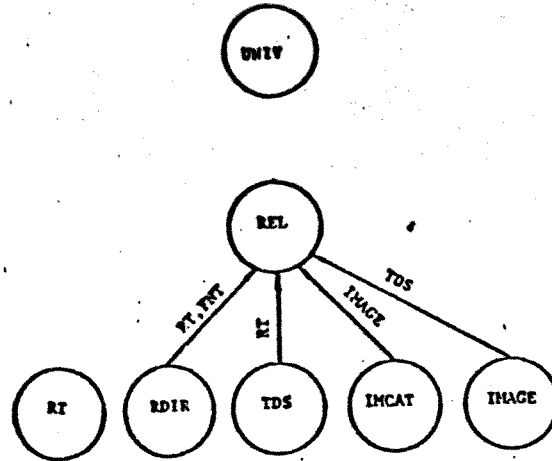 UNIV
REL
RT,FNT
RT
IMAGE
TDS
RT
RDIR
TDS
IMCAT
IMAGE